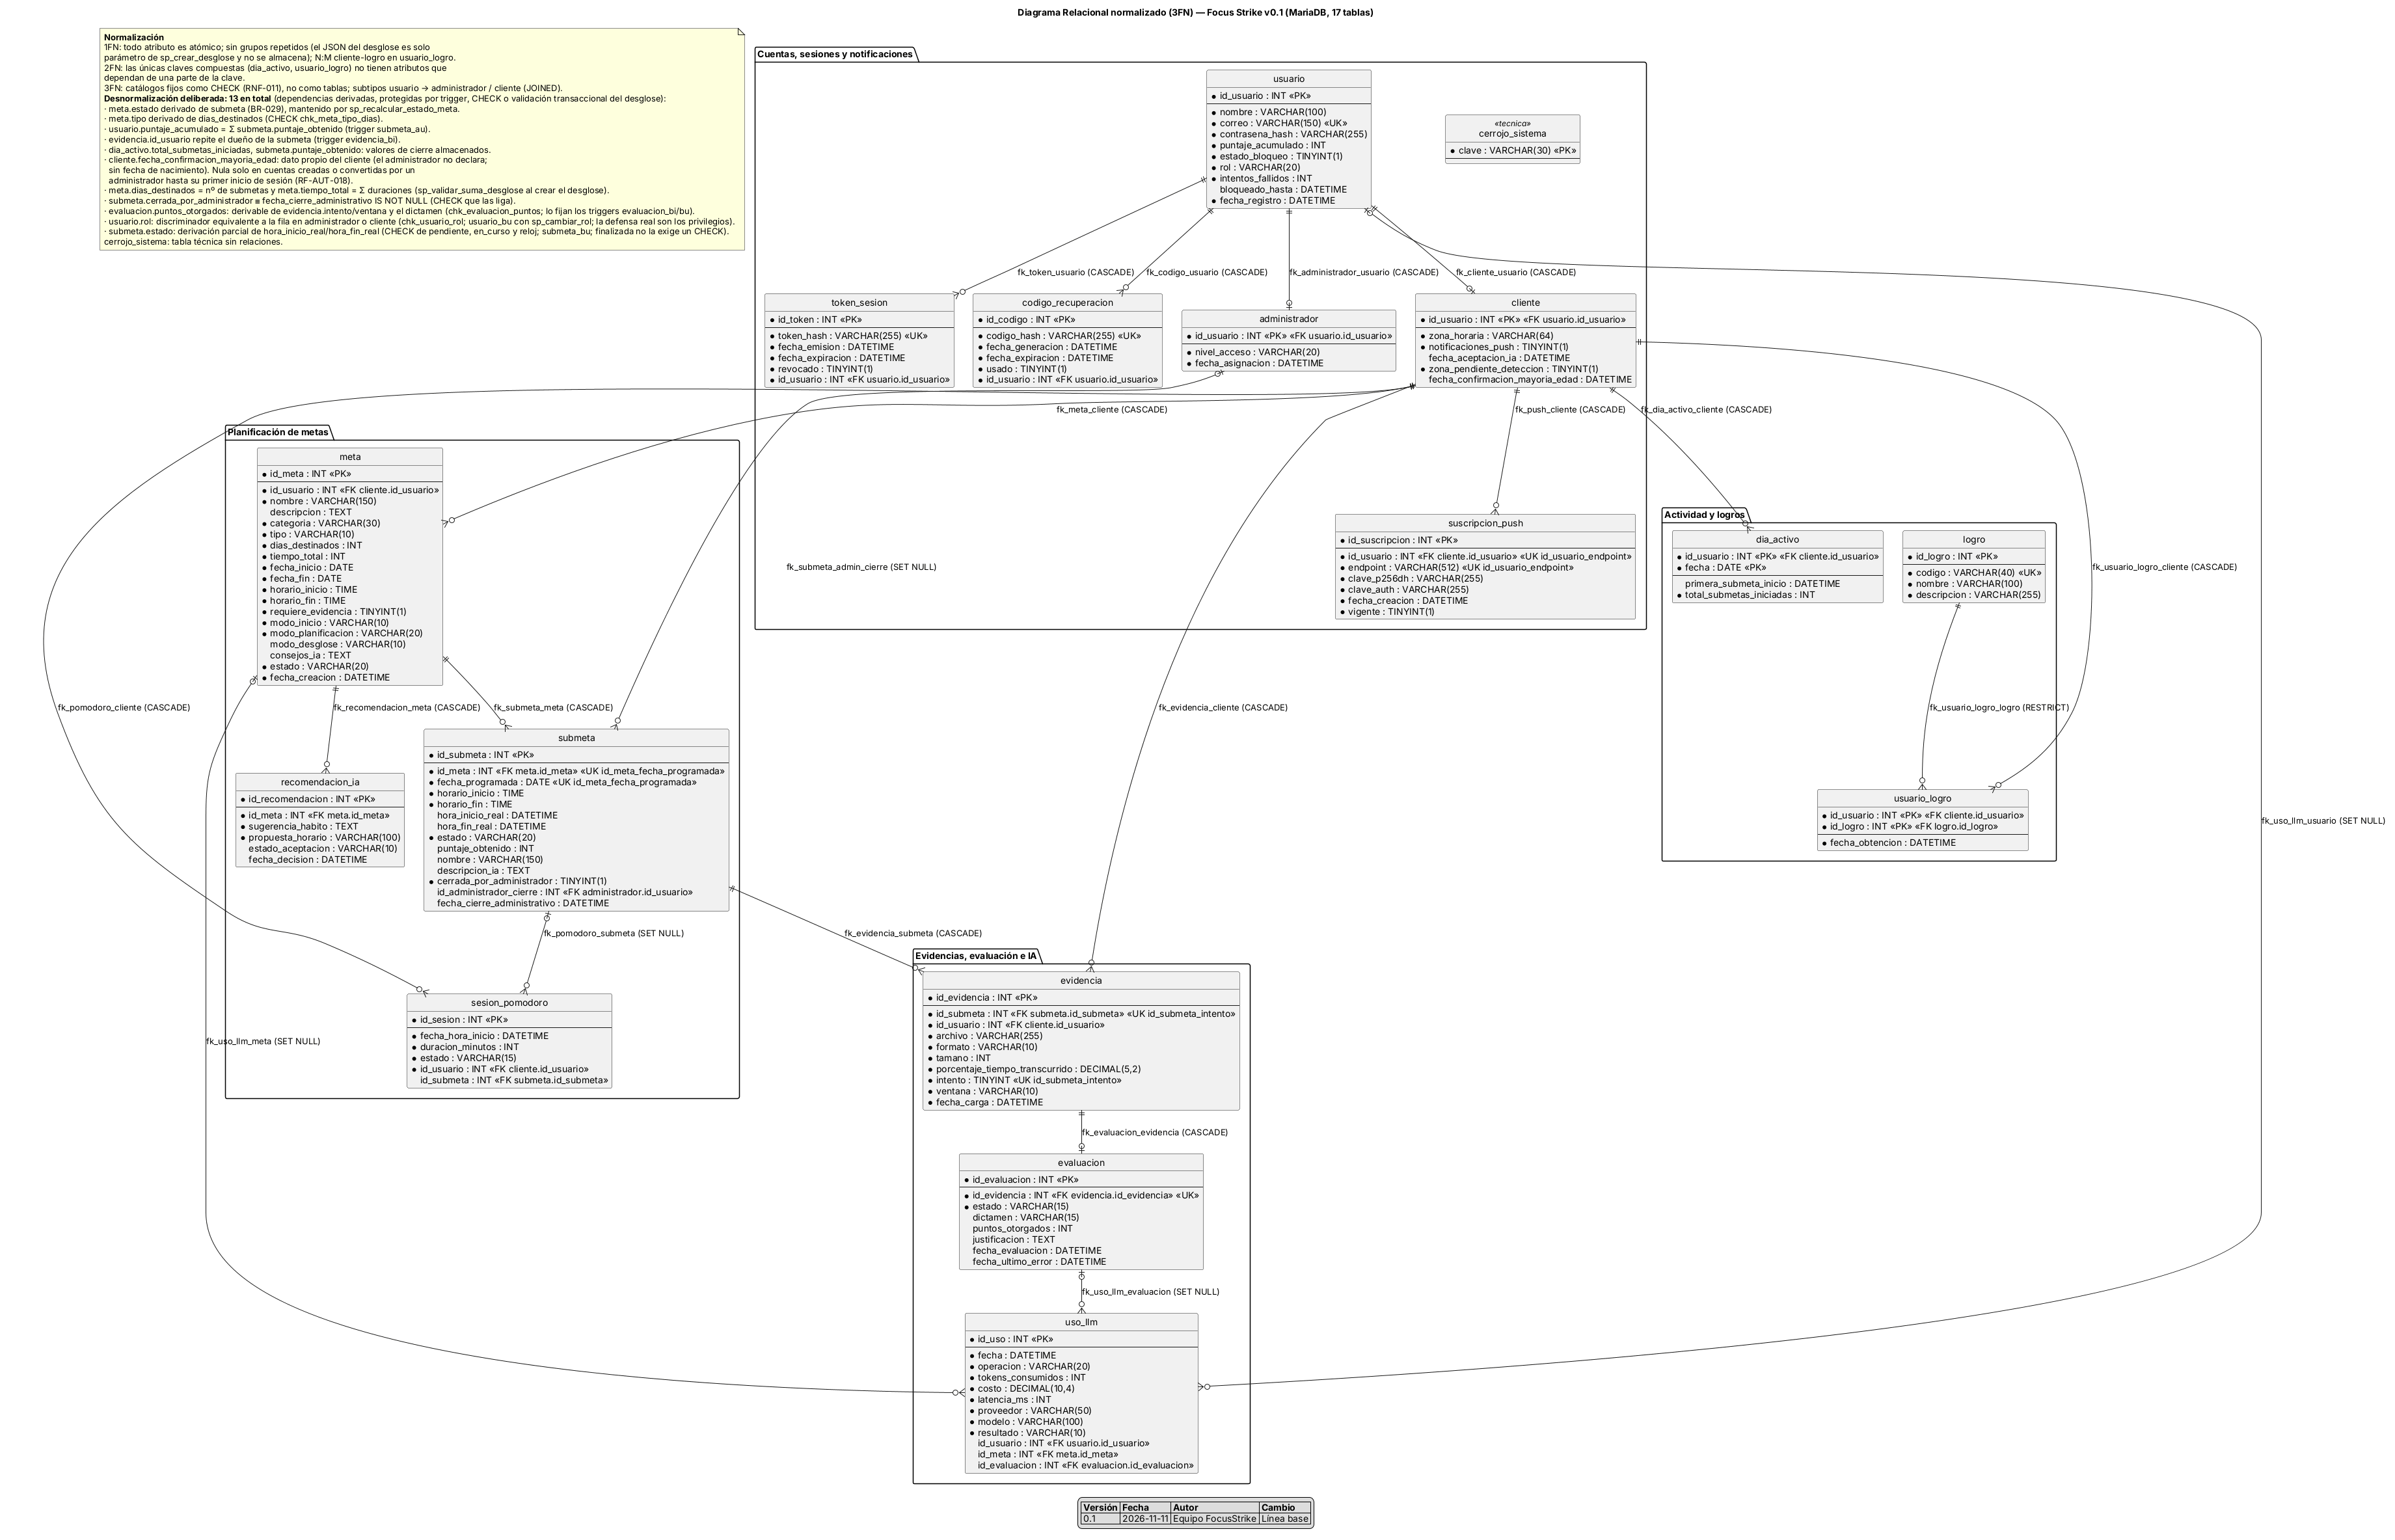 Diagrama Relacional normalizado (3FN) — Focus Strike v0.1 (MariaDB, 17 tablas)
Normalización
1FN: todo atributo es atómico; sin grupos repetidos (el JSON del desglose es solo
parámetro de sp_crear_desglose y no se almacena); N:M cliente-logro en usuario_logro.
2FN: las únicas claves compuestas (dia_activo, usuario_logro) no tienen atributos que
dependan de una parte de la clave.
3FN: catálogos fijos como CHECK (RNF-011), no como tablas; subtipos usuario → administrador / cliente (JOINED).
Desnormalización deliberada: 13 en total (dependencias derivadas, protegidas por trigger, CHECK o validación transaccional del desglose):
· meta.estado derivado de submeta (BR-029), mantenido por sp_recalcular_estado_meta.
· meta.tipo derivado de dias_destinados (CHECK chk_meta_tipo_dias).
· usuario.puntaje_acumulado = Σ submeta.puntaje_obtenido (trigger submeta_au).
· evidencia.id_usuario repite el dueño de la submeta (trigger evidencia_bi).
· dia_activo.total_submetas_iniciadas, submeta.puntaje_obtenido: valores de cierre almacenados.
· cliente.fecha_confirmacion_mayoria_edad: dato propio del cliente (el administrador no declara;
sin fecha de nacimiento). Nula solo en cuentas creadas o convertidas por un
administrador hasta su primer inicio de sesión (RF-AUT-018).
· meta.dias_destinados = nº de submetas y meta.tiempo_total = Σ duraciones (sp_validar_suma_desglose al crear el desglose).
· submeta.cerrada_por_administrador ≡ fecha_cierre_administrativo IS NOT NULL (CHECK que las liga).
· evaluacion.puntos_otorgados: derivable de evidencia.intento/ventana y el dictamen (chk_evaluacion_puntos; lo fijan los triggers evaluacion_bi/bu).
· usuario.rol: discriminador equivalente a la fila en administrador o cliente (chk_usuario_rol; usuario_bu con sp_cambiar_rol; la defensa real son los privilegios).
· submeta.estado: derivación parcial de hora_inicio_real/hora_fin_real (CHECK de pendiente, en_curso y reloj; submeta_bu; finalizada no la exige un CHECK).
cerrojo_sistema: tabla técnica sin relaciones.
Cuentas, sesiones y notificaciones
usuario
id_usuario : INT «PK»
nombre : VARCHAR(100)
correo : VARCHAR(150) «UK»
contrasena_hash : VARCHAR(255)
puntaje_acumulado : INT
estado_bloqueo : TINYINT(1)
rol : VARCHAR(20)
intentos_fallidos : INT
bloqueado_hasta : DATETIME
fecha_registro : DATETIME
«tecnica»
cerrojo_sistema
clave : VARCHAR(30) «PK»
fk_token_usuario (CASCADE)
fk_codigo_usuario (CASCADE)
fk_administrador_usuario (CASCADE)
fk_cliente_usuario (CASCADE)
token_sesion
id_token : INT «PK»
token_hash : VARCHAR(255) «UK»
fecha_emision : DATETIME
fecha_expiracion : DATETIME
revocado : TINYINT(1)
id_usuario : INT «FK usuario.id_usuario»
codigo_recuperacion
id_codigo : INT «PK»
codigo_hash : VARCHAR(255) «UK»
fecha_generacion : DATETIME
fecha_expiracion : DATETIME
usado : TINYINT(1)
id_usuario : INT «FK usuario.id_usuario»
administrador
id_usuario : INT «PK» «FK usuario.id_usuario»
nivel_acceso : VARCHAR(20)
fecha_asignacion : DATETIME
cliente
id_usuario : INT «PK» «FK usuario.id_usuario»
zona_horaria : VARCHAR(64)
notificaciones_push : TINYINT(1)
fecha_aceptacion_ia : DATETIME
zona_pendiente_deteccion : TINYINT(1)
fecha_confirmacion_mayoria_edad : DATETIME
fk_meta_cliente (CASCADE)
fk_push_cliente (CASCADE)
fk_dia_activo_cliente (CASCADE)
Planificación de metas
meta
id_meta : INT «PK»
id_usuario : INT «FK cliente.id_usuario»
nombre : VARCHAR(150)
descripcion : TEXT
categoria : VARCHAR(30)
tipo : VARCHAR(10)
dias_destinados : INT
tiempo_total : INT
fecha_inicio : DATE
fecha_fin : DATE
horario_inicio : TIME
horario_fin : TIME
requiere_evidencia : TINYINT(1)
modo_inicio : VARCHAR(10)
modo_planificacion : VARCHAR(20)
modo_desglose : VARCHAR(10)
consejos_ia : TEXT
estado : VARCHAR(20)
fecha_creacion : DATETIME
fk_submeta_admin_cierre (SET NULL)
suscripcion_push
id_suscripcion : INT «PK»
id_usuario : INT «FK cliente.id_usuario» «UK id_usuario_endpoint»
endpoint : VARCHAR(512) «UK id_usuario_endpoint»
clave_p256dh : VARCHAR(255)
clave_auth : VARCHAR(255)
fecha_creacion : DATETIME
vigente : TINYINT(1)
Actividad y logros
dia_activo
id_usuario : INT «PK» «FK cliente.id_usuario»
fecha : DATE «PK»
primera_submeta_inicio : DATETIME
total_submetas_iniciadas : INT
logro
id_logro : INT «PK»
codigo : VARCHAR(40) «UK»
nombre : VARCHAR(100)
descripcion : VARCHAR(255)
fk_usuario_logro_cliente (CASCADE)
fk_pomodoro_cliente (CASCADE)
fk_recomendacion_meta (CASCADE)
fk_submeta_meta (CASCADE)
fk_evidencia_cliente (CASCADE)
fk_usuario_logro_logro (RESTRICT)
recomendacion_ia
id_recomendacion : INT «PK»
id_meta : INT «FK meta.id_meta»
sugerencia_habito : TEXT
propuesta_horario : VARCHAR(100)
estado_aceptacion : VARCHAR(10)
fecha_decision : DATETIME
submeta
id_submeta : INT «PK»
id_meta : INT «FK meta.id_meta» «UK id_meta_fecha_programada»
fecha_programada : DATE «UK id_meta_fecha_programada»
horario_inicio : TIME
horario_fin : TIME
hora_inicio_real : DATETIME
hora_fin_real : DATETIME
estado : VARCHAR(20)
puntaje_obtenido : INT
nombre : VARCHAR(150)
descripcion_ia : TEXT
cerrada_por_administrador : TINYINT(1)
id_administrador_cierre : INT «FK administrador.id_usuario»
fecha_cierre_administrativo : DATETIME
usuario_logro
id_usuario : INT «PK» «FK cliente.id_usuario»
id_logro : INT «PK» «FK logro.id_logro»
fecha_obtencion : DATETIME
fk_uso_llm_usuario (SET NULL)
fk_pomodoro_submeta (SET NULL)
fk_evidencia_submeta (CASCADE)
sesion_pomodoro
id_sesion : INT «PK»
fecha_hora_inicio : DATETIME
duracion_minutos : INT
estado : VARCHAR(15)
id_usuario : INT «FK cliente.id_usuario»
id_submeta : INT «FK submeta.id_submeta»
fk_uso_llm_meta (SET NULL)
Evidencias, evaluación e IA
evidencia
id_evidencia : INT «PK»
id_submeta : INT «FK submeta.id_submeta» «UK id_submeta_intento»
id_usuario : INT «FK cliente.id_usuario»
archivo : VARCHAR(255)
formato : VARCHAR(10)
tamano : INT
porcentaje_tiempo_transcurrido : DECIMAL(5,2)
intento : TINYINT «UK id_submeta_intento»
ventana : VARCHAR(10)
fecha_carga : DATETIME
fk_evaluacion_evidencia (CASCADE)
evaluacion
id_evaluacion : INT «PK»
id_evidencia : INT «FK evidencia.id_evidencia» «UK»
estado : VARCHAR(15)
dictamen : VARCHAR(15)
puntos_otorgados : INT
justificacion : TEXT
fecha_evaluacion : DATETIME
fecha_ultimo_error : DATETIME
fk_uso_llm_evaluacion (SET NULL)
uso_llm
id_uso : INT «PK»
fecha : DATETIME
operacion : VARCHAR(20)
tokens_consumidos : INT
costo : DECIMAL(10,4)
latencia_ms : INT
proveedor : VARCHAR(50)
modelo : VARCHAR(100)
resultado : VARCHAR(10)
id_usuario : INT «FK usuario.id_usuario»
id_meta : INT «FK meta.id_meta»
id_evaluacion : INT «FK evaluacion.id_evaluacion»
Versión Fecha Autor Cambio
0.1 2026-11-11 Equipo FocusStrike Línea base